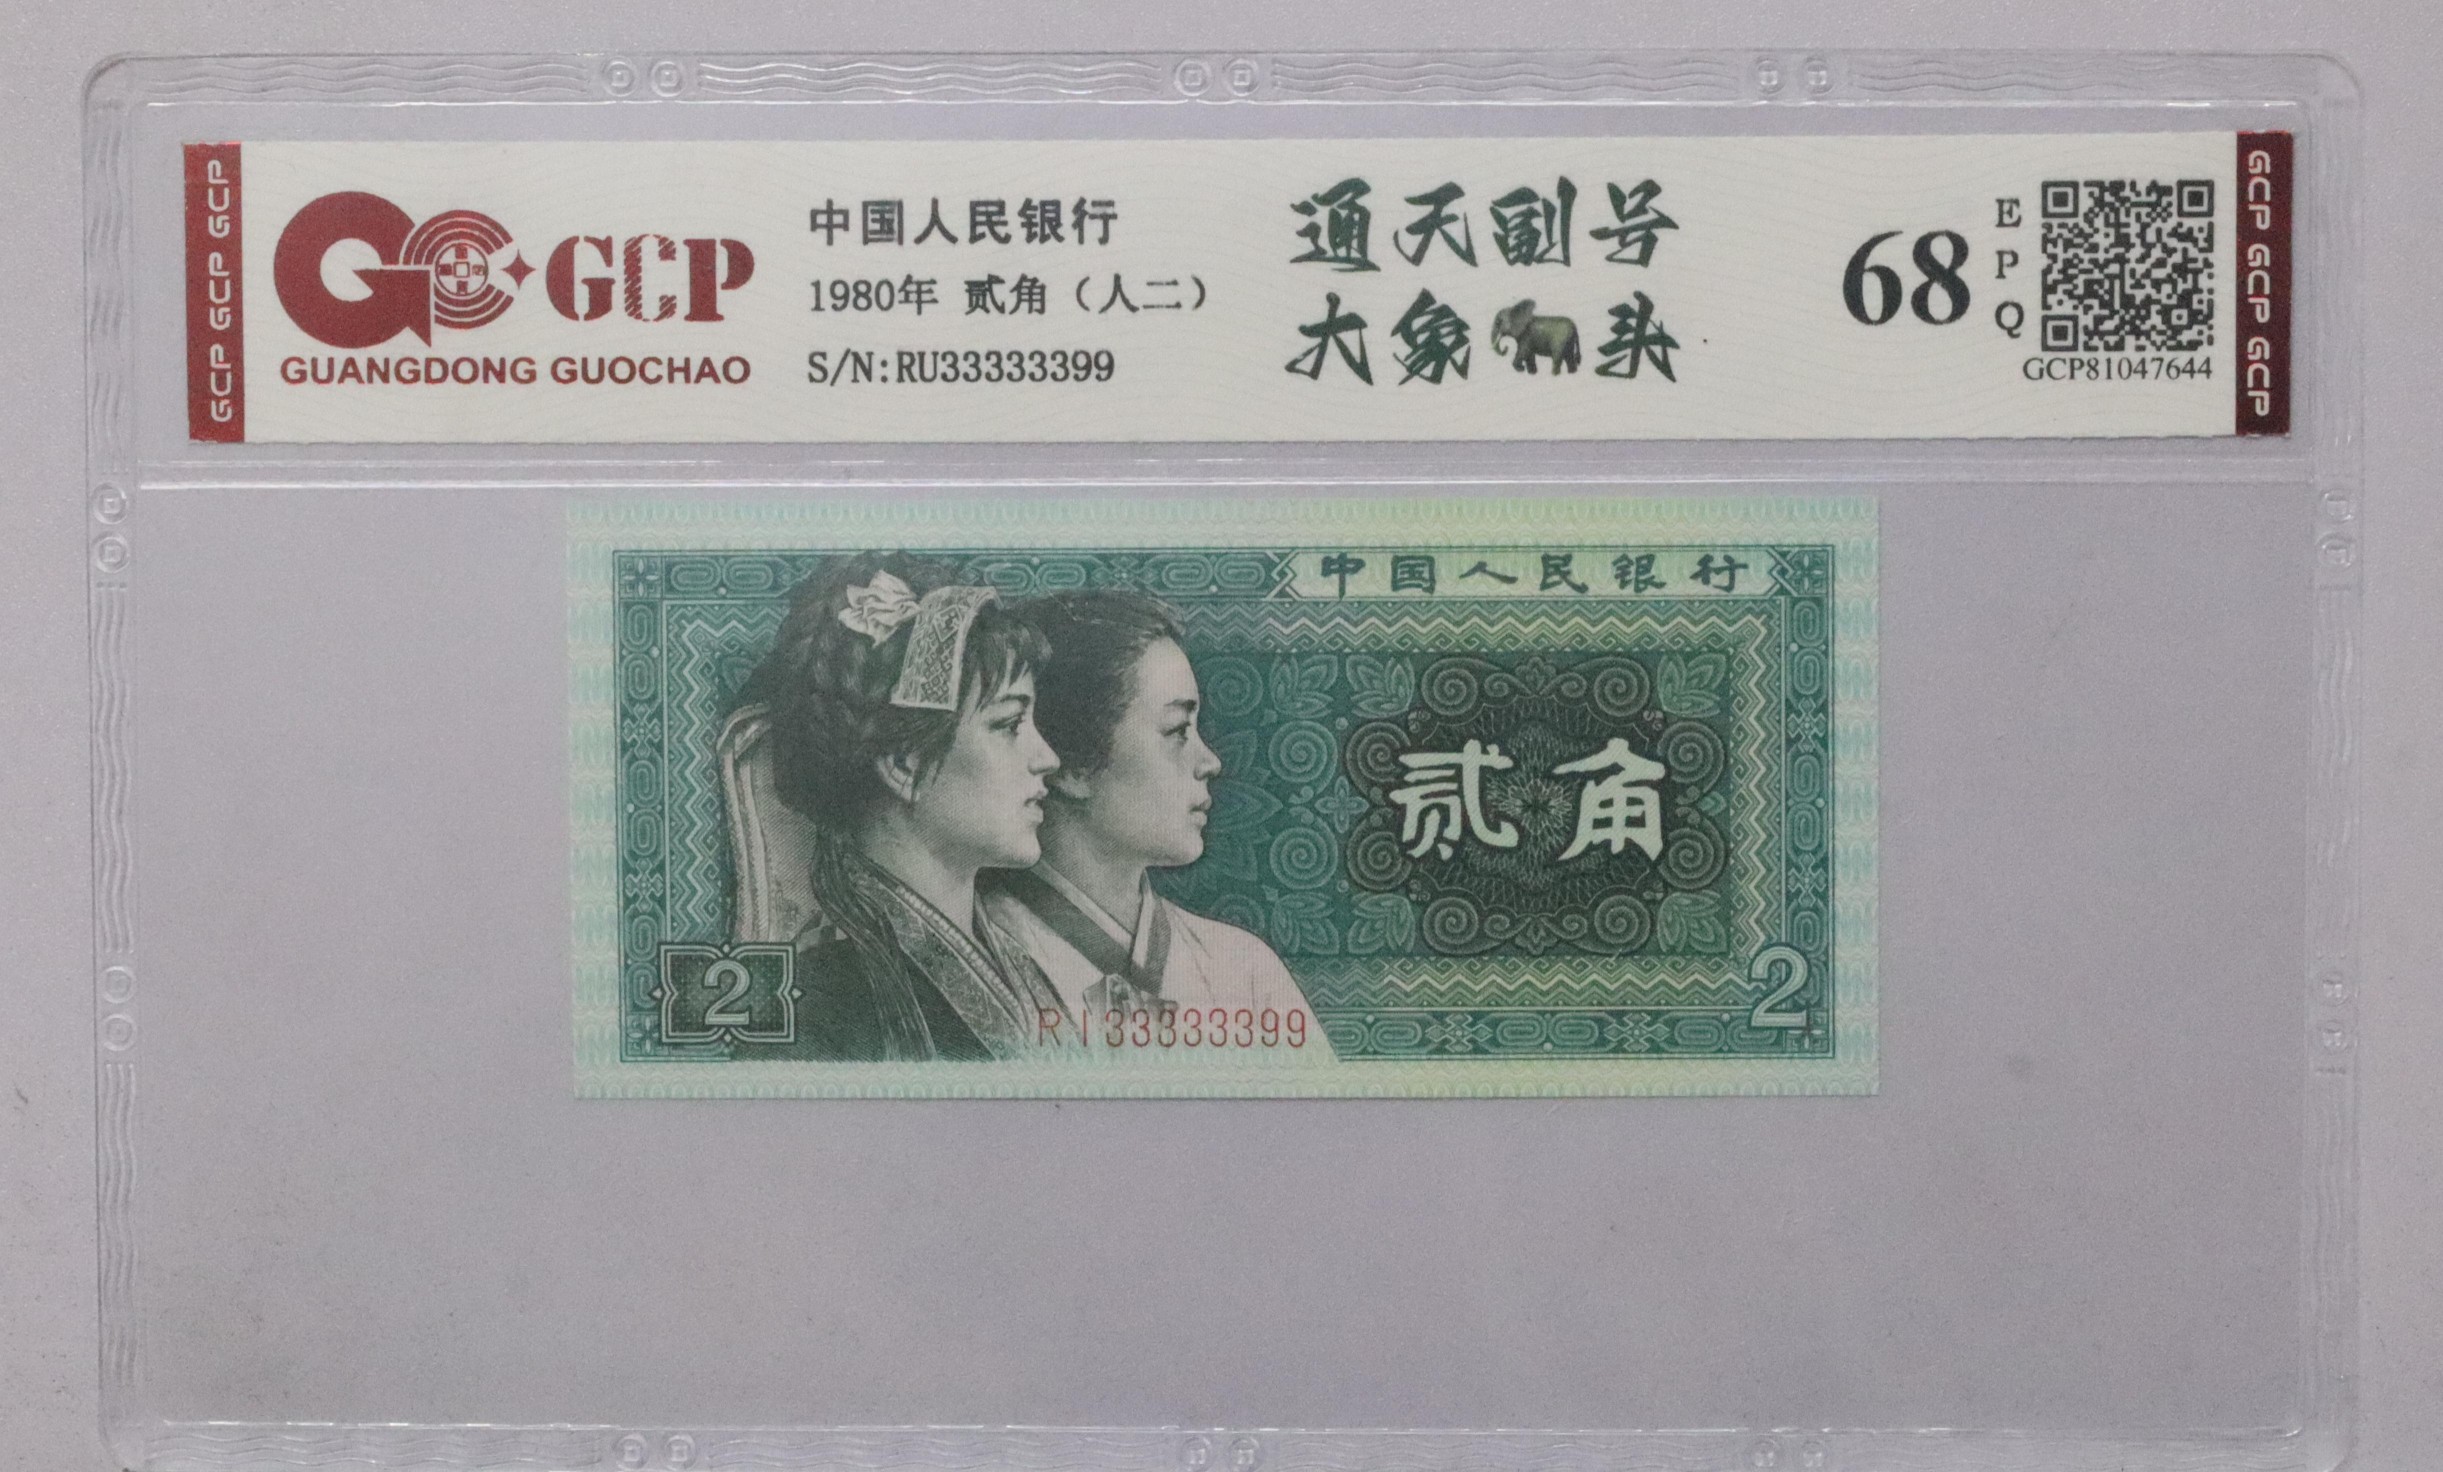 GCP GCP GCP
GCP
GUANGDONG GUOCHAO
中国人民银行
1980年 贰角（人二）
S/N:RU33333399
通天副号
大象头
68
EPQ
GCP81047644
GCP GCP GCP
中国人民银行
贰角
2
2
RI33333399